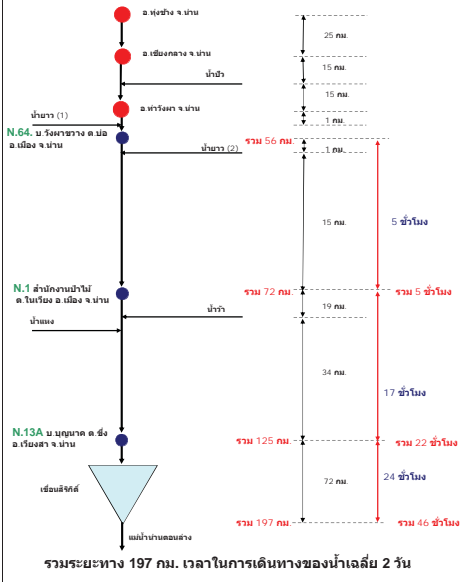 อ.ทุ่งช้าง จ.น่าน
25 กม.
อ.เชียงกลาง จ.น่าน
15 กม.
น้ำปัว
15 กม.
อ.ท่าวังผา จ.น่าน
น้ำยาว (1)
1 กม.
N.64. บ.วังผาขวาง ต.บ่อ
อ.เมือง จ.น่าน
รวม 56 กม.
น้ำยาว (2)
1 กม.
15 กม.
5 ชั่วโมง
N.1 สำนักงานป่าไม้
ต.ในเวียง อ.เมือง จ.น่าน
รวม 72 กม.
รวม 5 ชั่วโมง
น้ำว้า
19 กม.
น้ำแหง
34 กม.
17 ชั่วโมง
N.13A บ.บุญนาค ต.ขึ่ง
อ.เวียงสา จ.น่าน
รวม 125 กม.
รวม 22 ชั่วโมง
เขื่อนสิริกิติ์
72 กม.
24 ชั่วโมง
รวม 197 กม.
รวม 46 ชั่วโมง
แม่น้ำน่านตอนล่าง
รวมระยะทาง 197 กม. เวลาในการเดินทางของน้ำเฉลี่ย 2 วัน